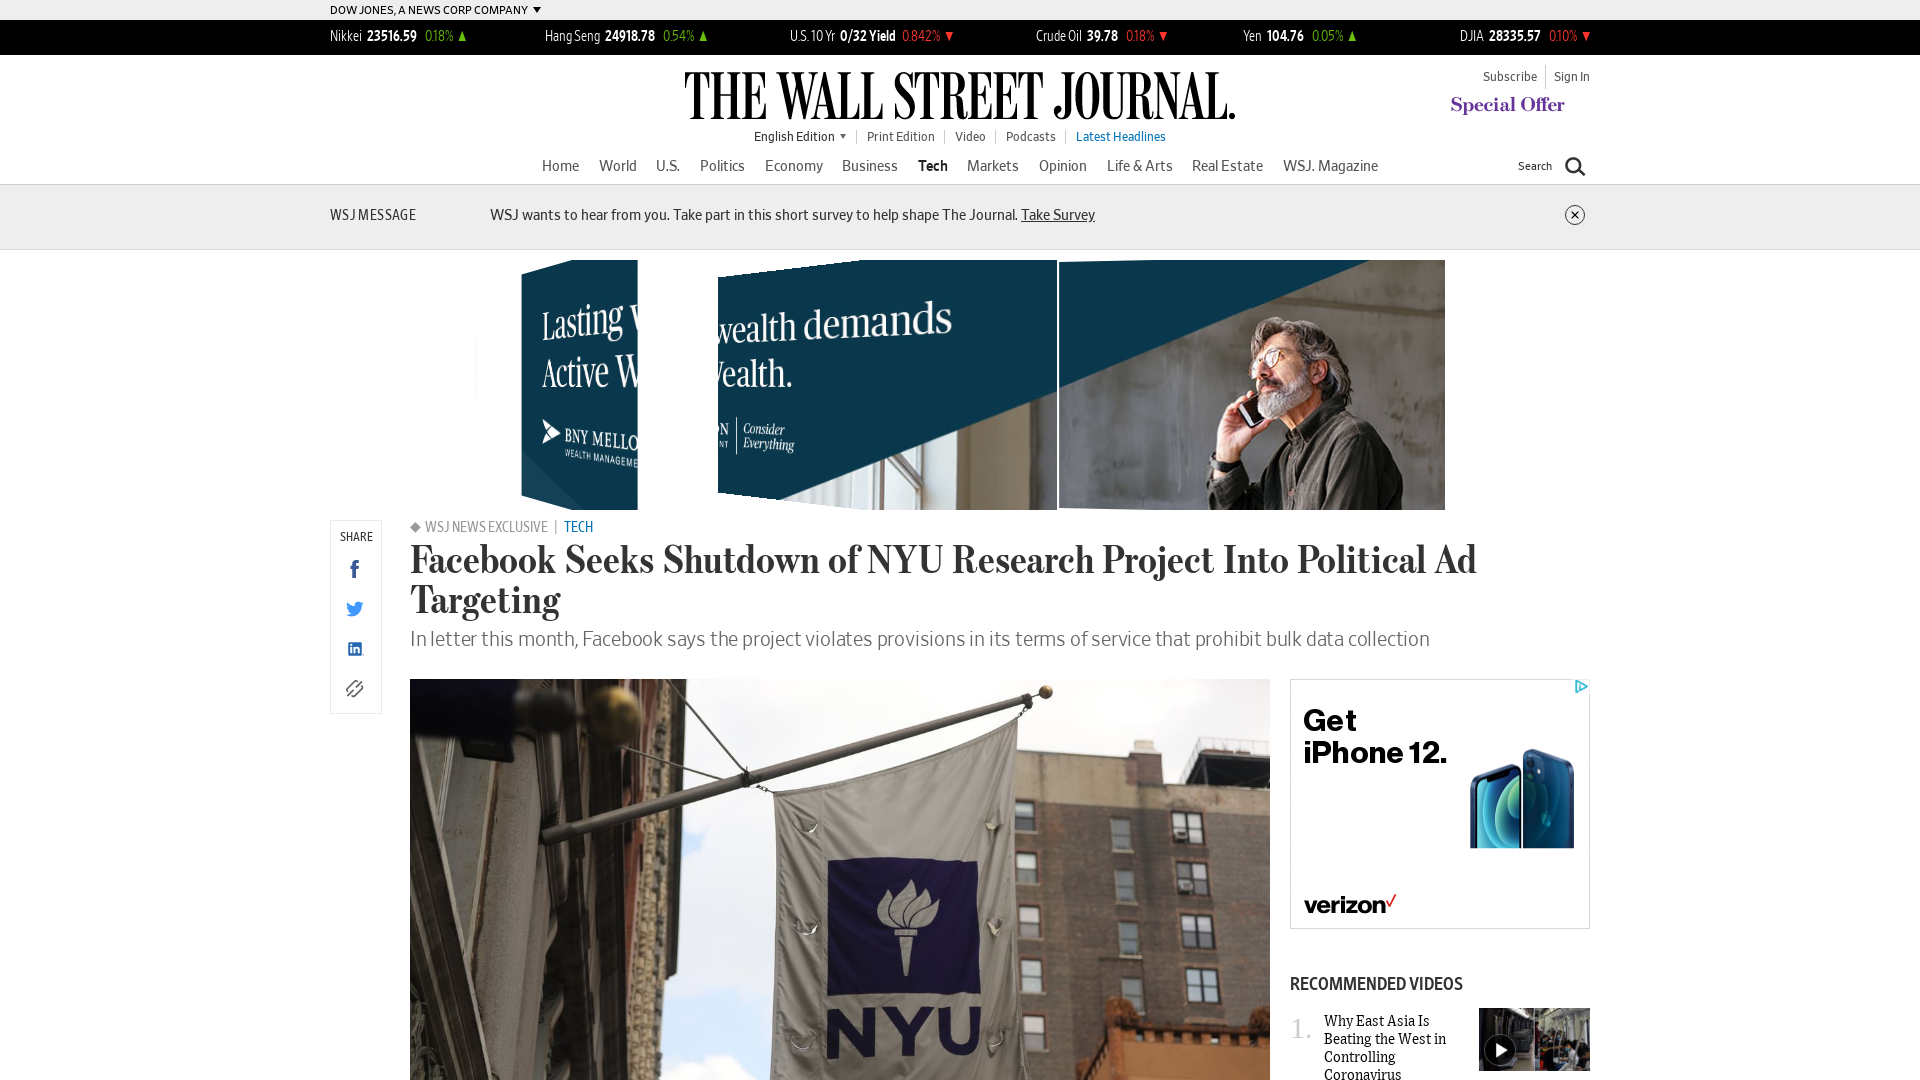 DOW JONES, A NEWS CORP COMPANY
Nikkei 23516.59 0.18%
Hang Seng 24918.78 0.54%
U.S. 10 Yr 0/32 Yield 0.842%
Crude Oil 39.78 0.18%
Yen 104.76 0.05%
DJIA 28335.57 0.10%
THE WALL STREET JOURNAL.
Subscribe
Sign In
Special Offer
English Edition
Print Edition
Video
Podcasts
Latest Headlines
Home
World
U.S.
Politics
Economy
Business
Tech
Markets
Opinion
Life & Arts
Real Estate
WSJ. Magazine
Search
WSJ MESSAGE
WSJ wants to hear from you. Take part in this short survey to help shape The Journal. Take Survey
Lasting wealth demands
Active Wealth.
BNY MELLON
WEALTH MANAGEMENT
Consider
Everything
WSJ NEWS EXCLUSIVE | TECH
SHARE
Facebook Seeks Shutdown of NYU Research Project Into Political Ad
Targeting
In letter this month, Facebook says the project violates provisions in its terms of service that prohibit bulk data collection
NYU
Get
iPhone 12.
verizon
RECOMMENDED VIDEOS
1.
Why East Asia Is
Beating the West in
Controlling
Coronavirus